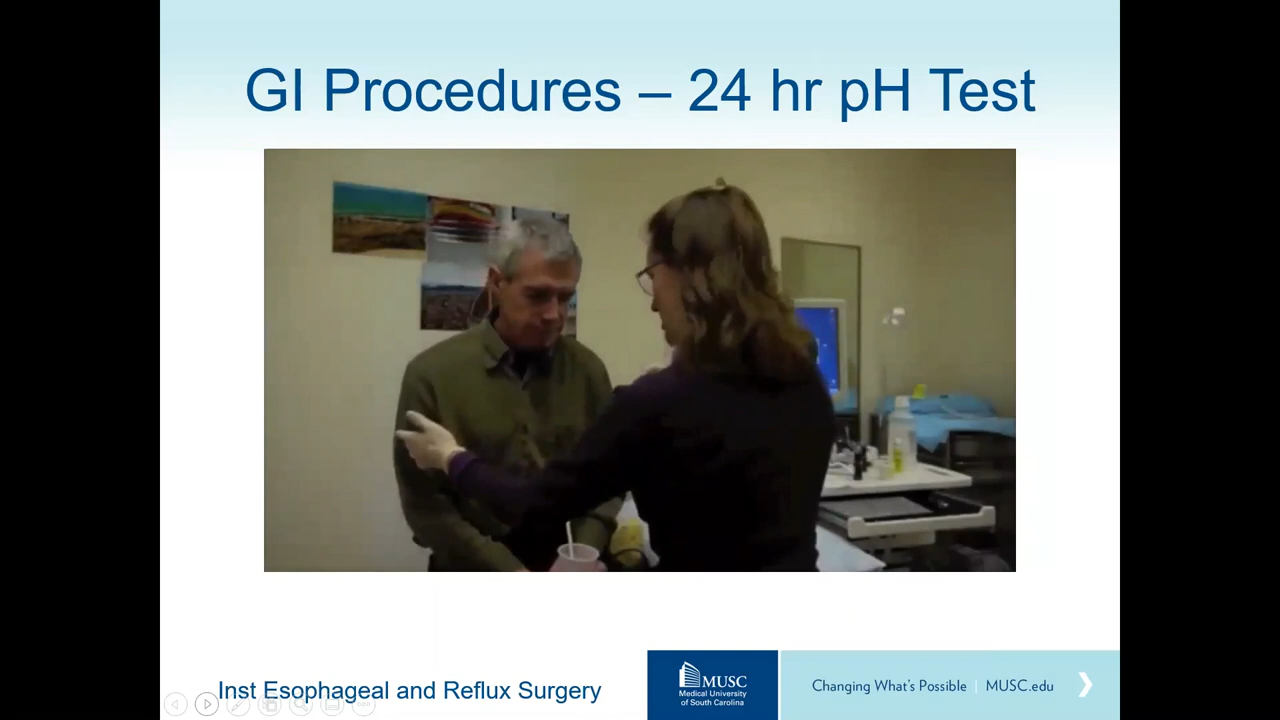 GI Procedures – 24 hr pH Test
Inst Esophageal and Reflux Surgery
MUSC
Medical University
of South Carolina
Changing What's Possible | MUSC.edu